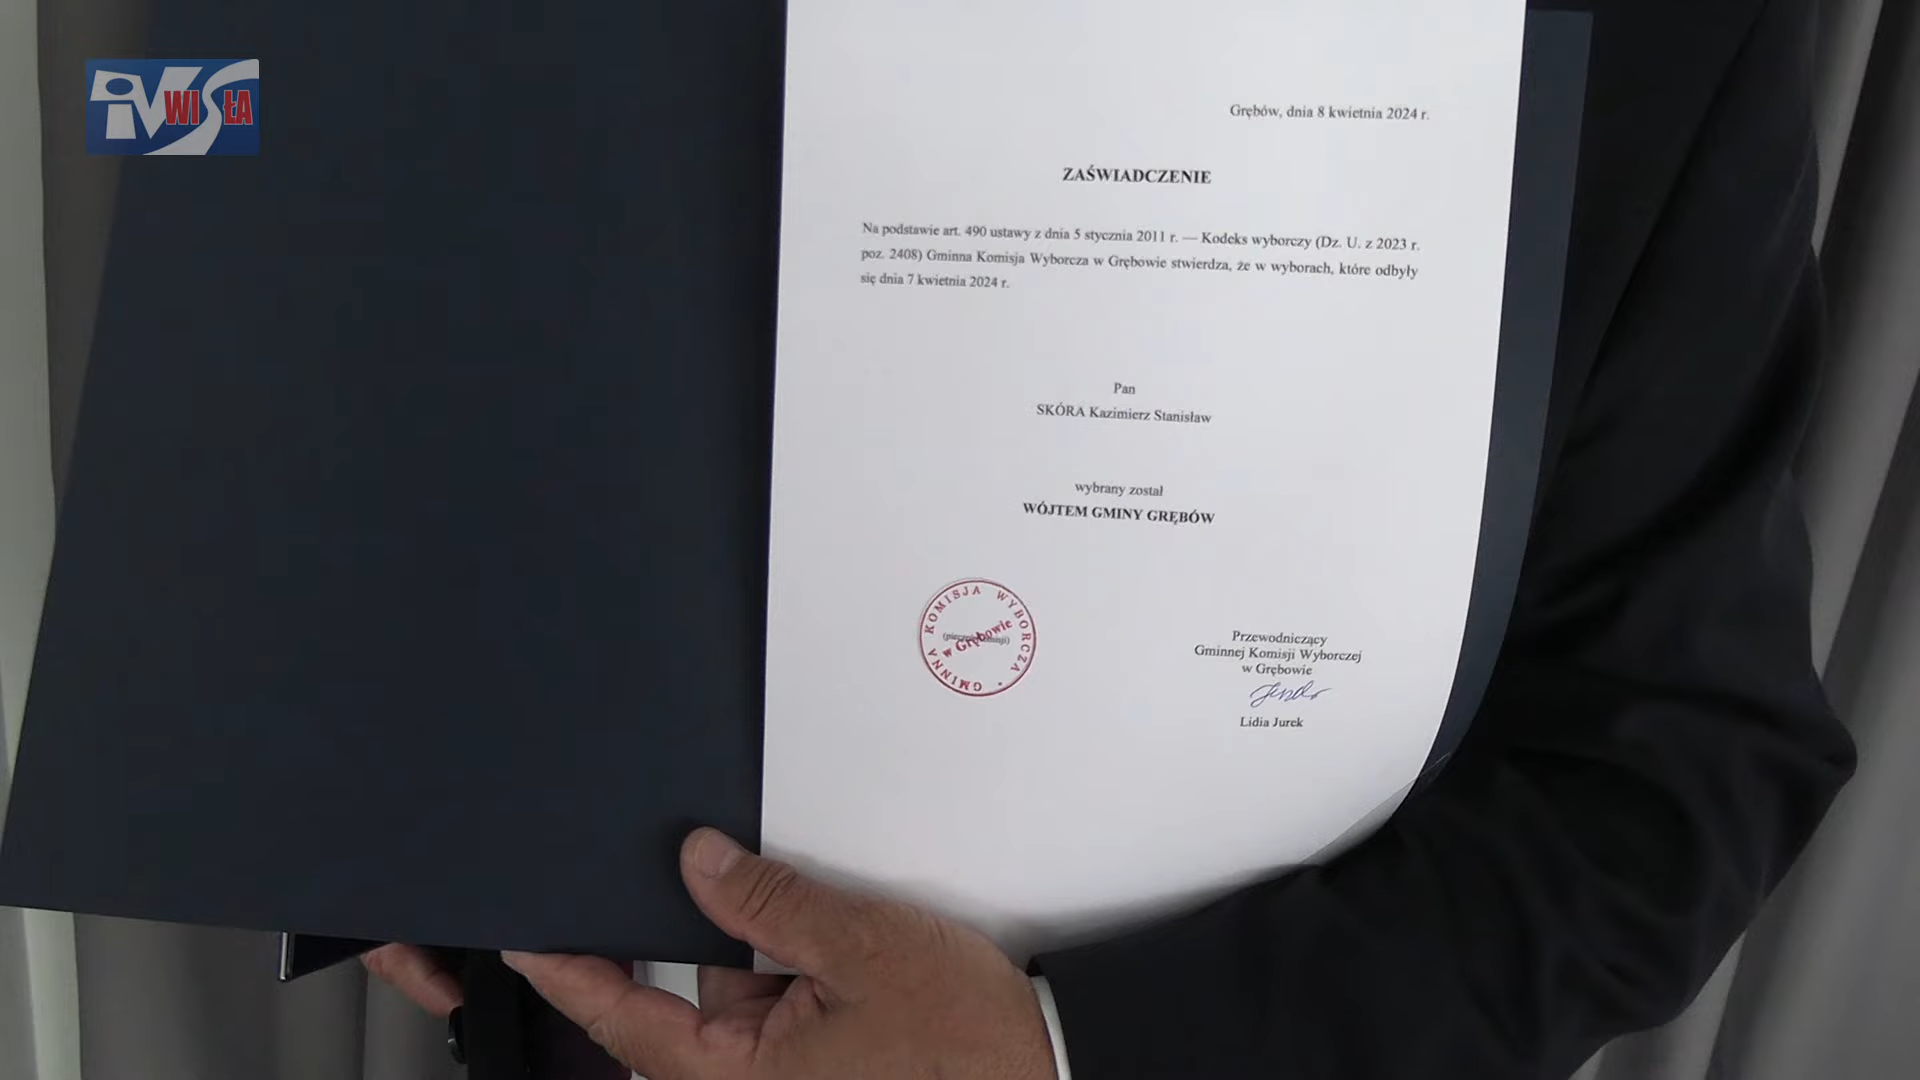 iTV WISŁA
Grębów, dnia 8 kwietnia 2024 r.
ZAŚWIADCZENIE
Na podstawie art. 490 ustawy z dnia 5 stycznia 2011 r. — Kodeks wyborczy (Dz. U. z 2023 r.
poz. 2408) Gminna Komisja Wyborcza w Grębowie stwierdza, że w wyborach, które odbyły
się dnia 7 kwietnia 2024 r.
Pan
SKÓRA Kazimierz Stanisław
wybrany został
WÓJTEM GMINY GRĘBÓW
GMINNA KOMISJA WYBORCZA
w Grębowie
Przewodniczący
Gminnej Komisji Wyborczej
w Grębowie
Lidia Jurek